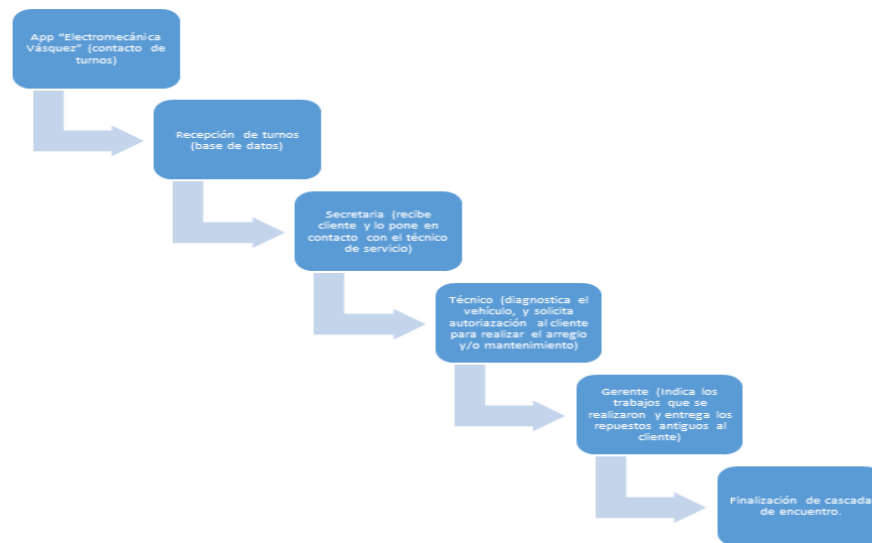 App “Electromecánica
Vásquez” (contacto de
turnos)
Recepción de turnos
(base de datos)
Secretaria (recibe
cliente y lo pone en
contacto con el técnico
de servicio)
Técnico (diagnostica el
vehículo, y solicita
autoriazación al cliente
para realizar el arreglo
y/o mantenimiento)
Gerente (Indica los
trabajos que se
realizaron y entrega los
repuestos antiguos al
cliente)
Finalización de cascada
de encuentro.